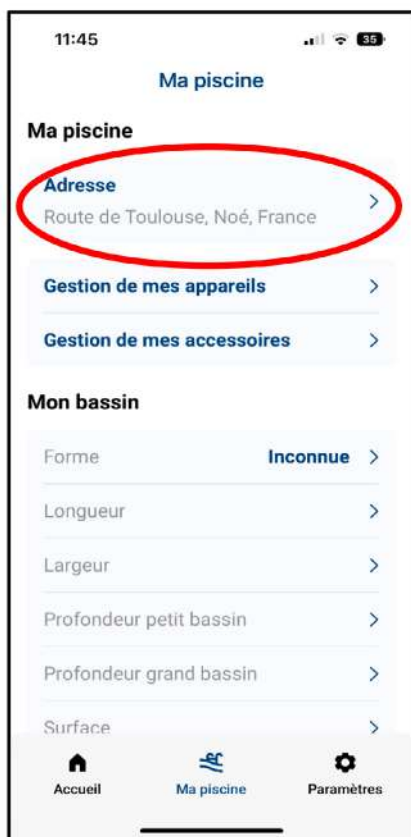 11:45
35
Ma piscine
Ma piscine
Adresse
Route de Toulouse, Noé, France
Gestion de mes appareils
Gestion de mes accessoires
Mon bassin
Forme Inconnue
Longueur
Largeur
Profondeur petit bassin
Profondeur grand bassin
Surface
Accueil Ma piscine Paramètres